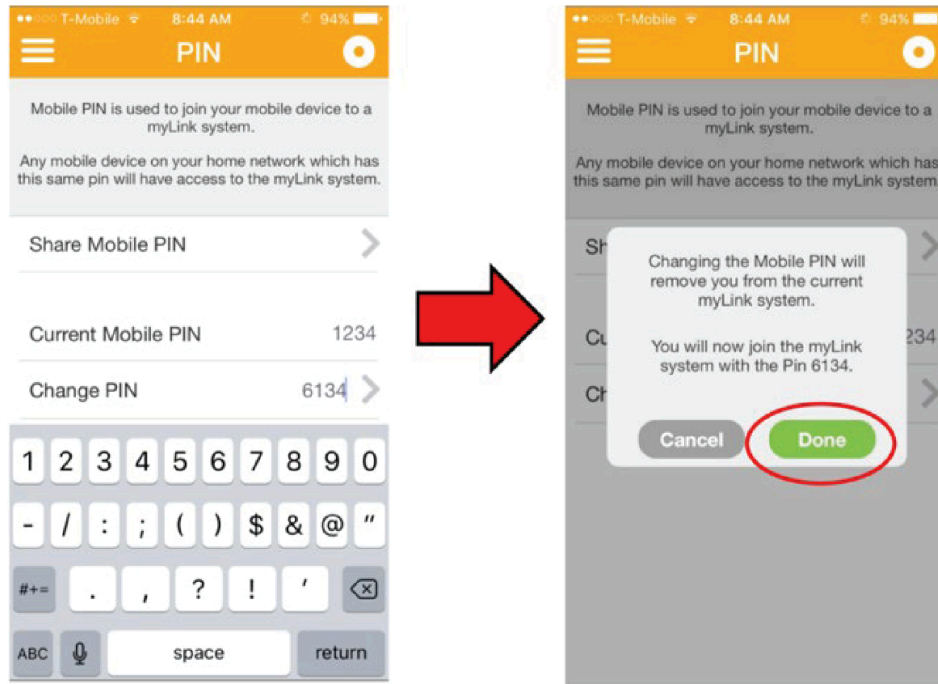 T-Mobile 8:44 AM 94%
PIN
Mobile PIN is used to join your mobile device to a
myLink system.
Any mobile device on your home network which has
this same pin will have access to the myLink system.
Share Mobile PIN
Current Mobile PIN 1234
Change PIN 6134
1 2 3 4 5 6 7 8 9 0
- / : ; ( ) $ & @ "
#+= . , ? ! '
ABC space return
T-Mobile 8:44 AM 94%
PIN
Mobile PIN is used to join your mobile device to a
myLink system.
Any mobile device on your home network which has
this same pin will have access to the myLink system
Sh
Cu 234
Ch
Changing the Mobile PIN will
remove you from the current
myLink system.
You will now join the myLink
system with the Pin 6134.
Cancel Done